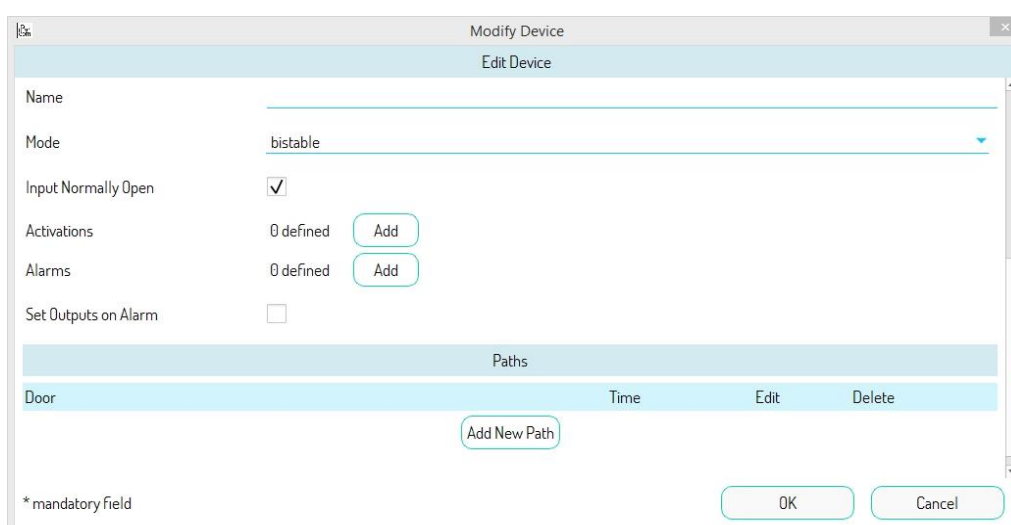 Modify Device
Edit Device
Name
Mode bistable
Input Normally Open
Activations 0 defined Add
Alarms 0 defined Add
Set Outputs on Alarm
Paths
Door Time Edit Delete
Add New Path
* mandatory field OK Cancel